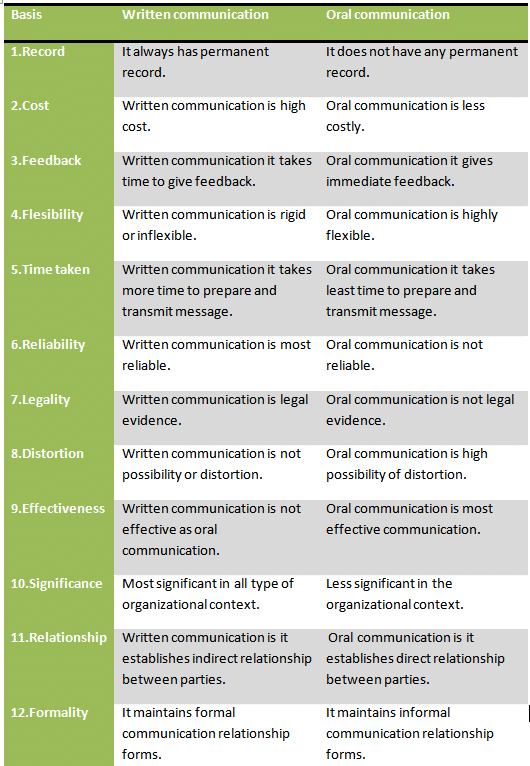 Basis Written communication Oral communication
1.Record It always has permanent It does not have any permanent
record. record.
2.Cost Written communication is high Oral communication is less
cost. costly.
3.Feedback Written communication it takes Oral communication it gives
time to give feedback. immediate feedback.
4.Flesibility Written communication is rigid Oral communication is highly
or inflexible. flexible.
5.Time taken Written communication it takes Oral communication it takes
more time to prepare and least time to prepare and
transmit message. transmit message.
6.Reliability Written communication is most Oral communication is not
reliable. reliable.
7.Legality Written communication is legal Oral communication is not legal
evidence. evidence.
8.Distortion Written communication is not Oral communication is high
possibility or distortion. possibility of distortion.
9.Effectiveness Written communication is not Oral communication is most
effective as oral effective communication.
communication.
10.Significance Most significant in all type of Less significant in the
organizational context. organizational context.
11.Relationship Written communication is it Oral communication is it
establishes indirect relationship establishes direct relationship
between parties. between parties.
12.Formality It maintains formal It maintains informal
communication relationship communication relationship
forms. forms.